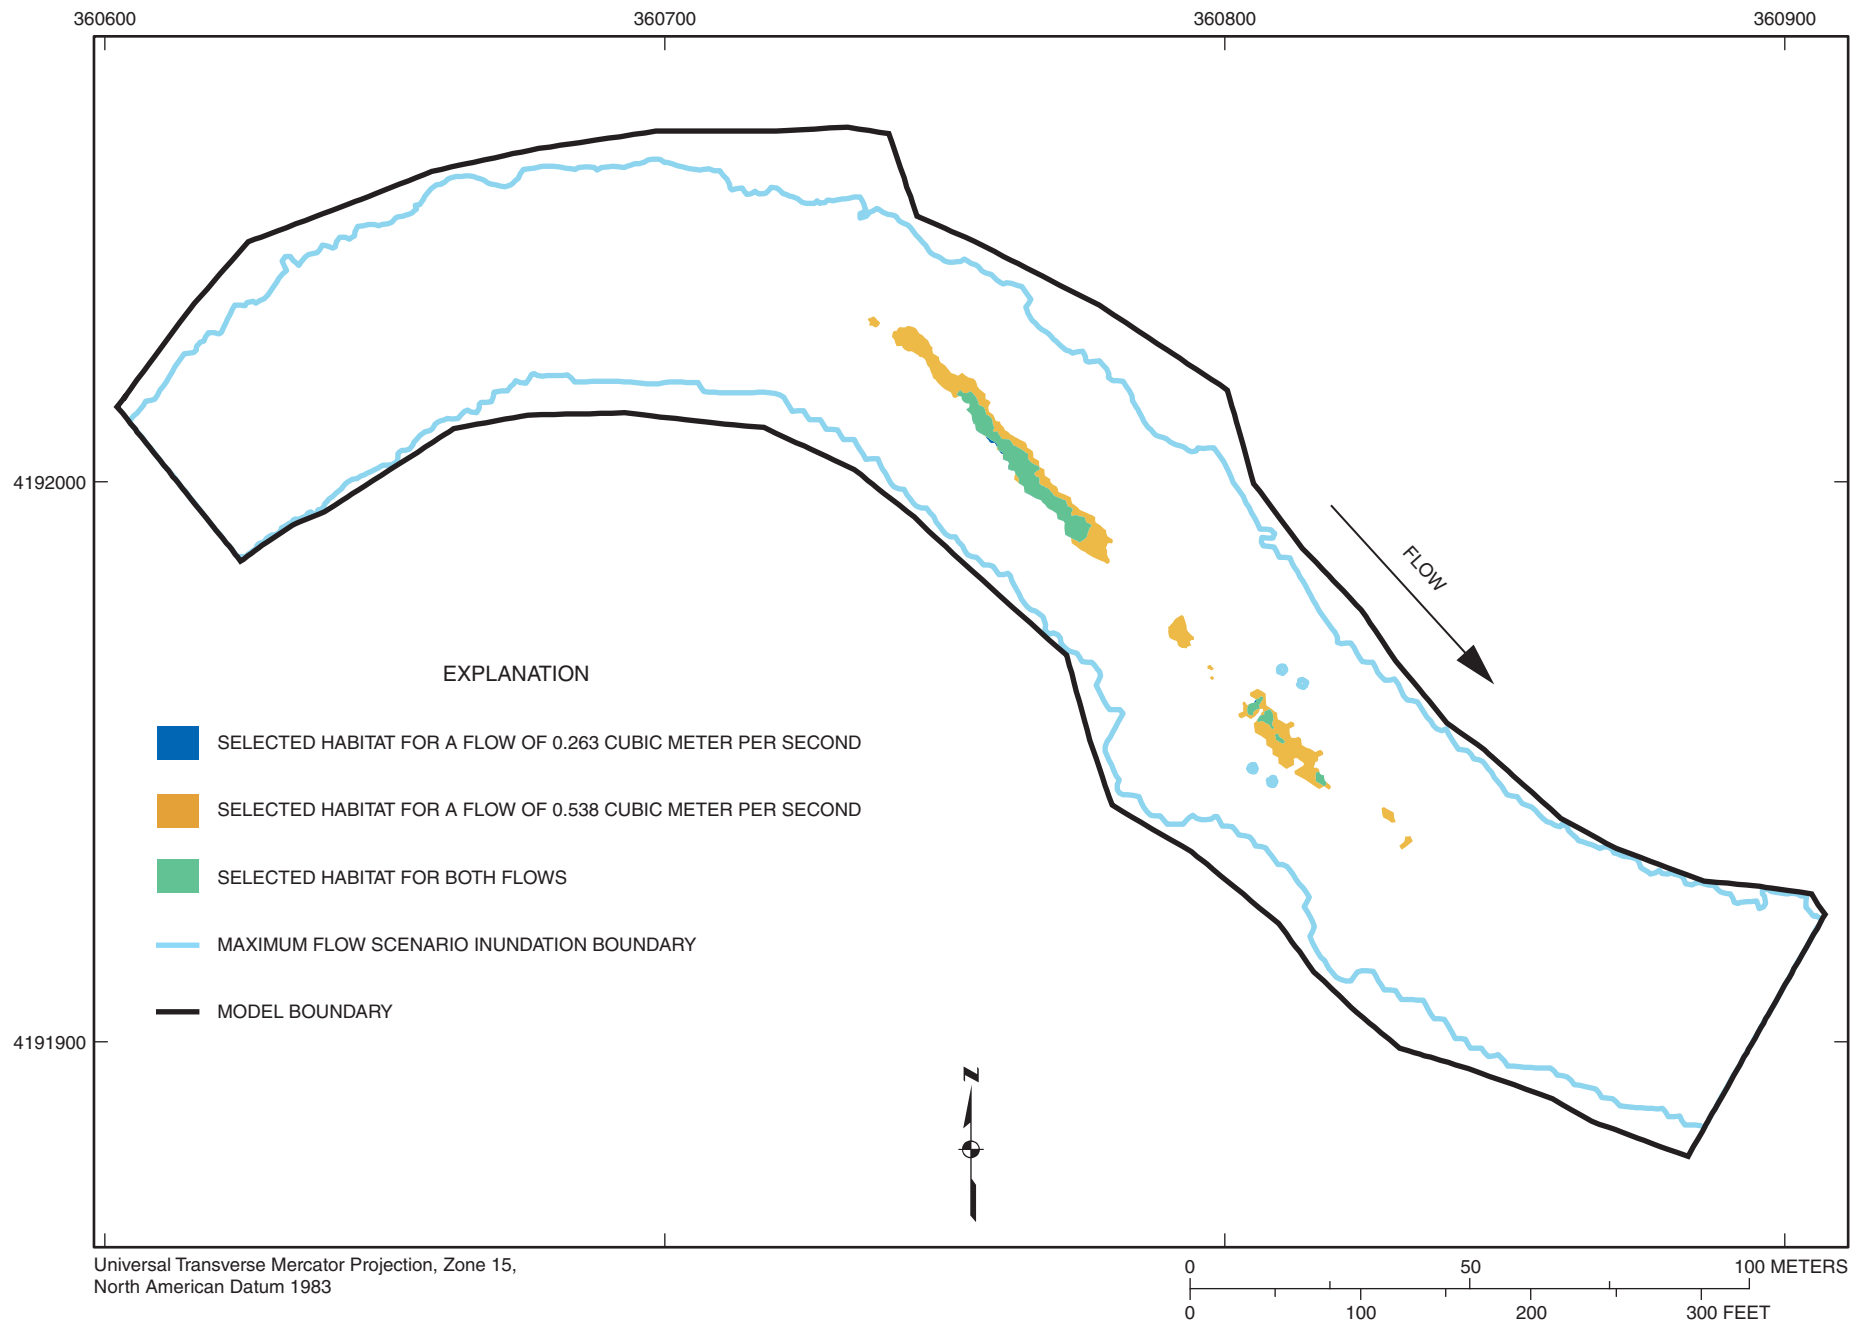 360600 360700 360800 360900
4192000
FLOW
EXPLANATION
SELECTED HABITAT FOR A FLOW OF 0.263 CUBIC METER PER SECOND
SELECTED HABITAT FOR A FLOW OF 0.538 CUBIC METER PER SECOND
SELECTED HABITAT FOR BOTH FLOWS
MAXIMUM FLOW SCENARIO INUNDATION BOUNDARY
MODEL BOUNDARY
4191900
N
Universal Transverse Mercator Projection, Zone 15,
North American Datum 1983
0 50 100 METERS
0 100 200 300 FEET